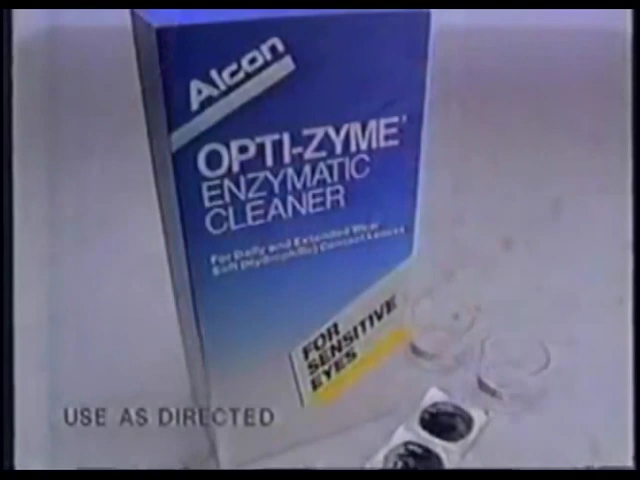 Alcon
OPTI-ZYME®
ENZYMATIC
CLEANER
For Daily and Extended Wear
Soft (Hydrophilic) Contact Lenses
FOR
SENSITIVE
EYES
USE AS DIRECTED